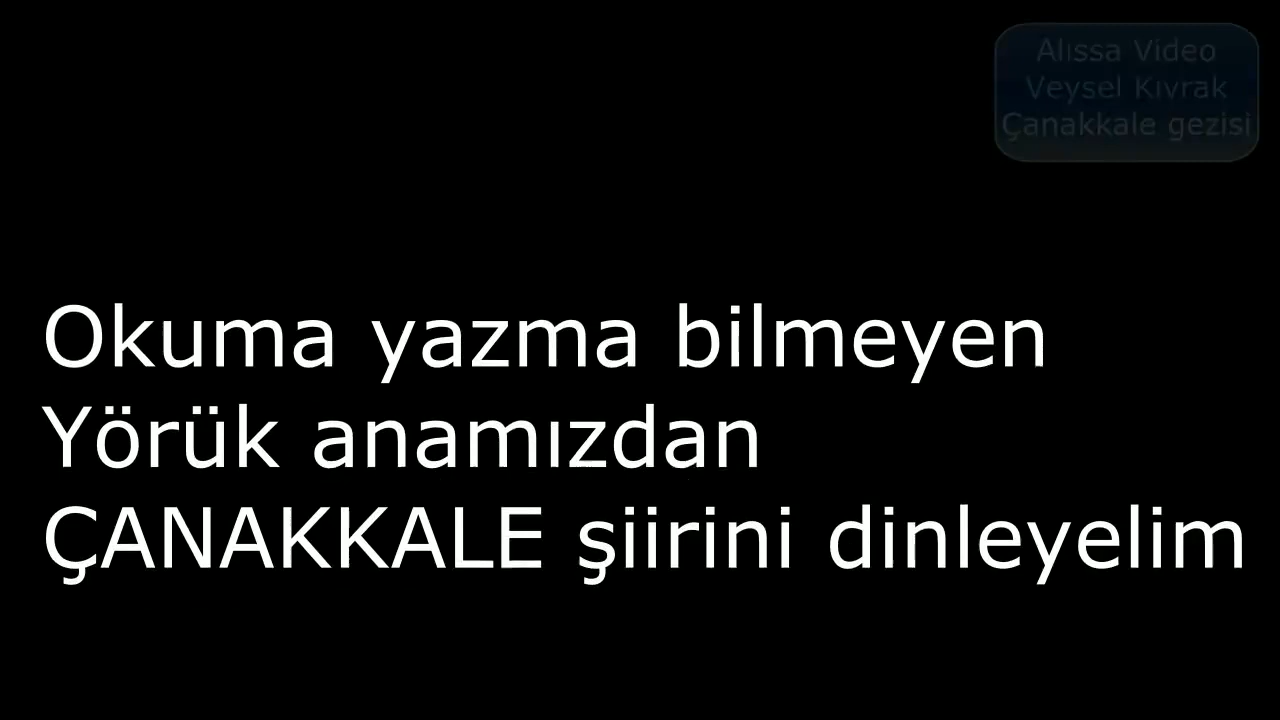 Alıssa Video
Veysel Kıvrak
Çanakkale gezisi
Okuma yazma bilmeyen
Yörük anamızdan
ÇANAKKALE şiirini dinleyelim